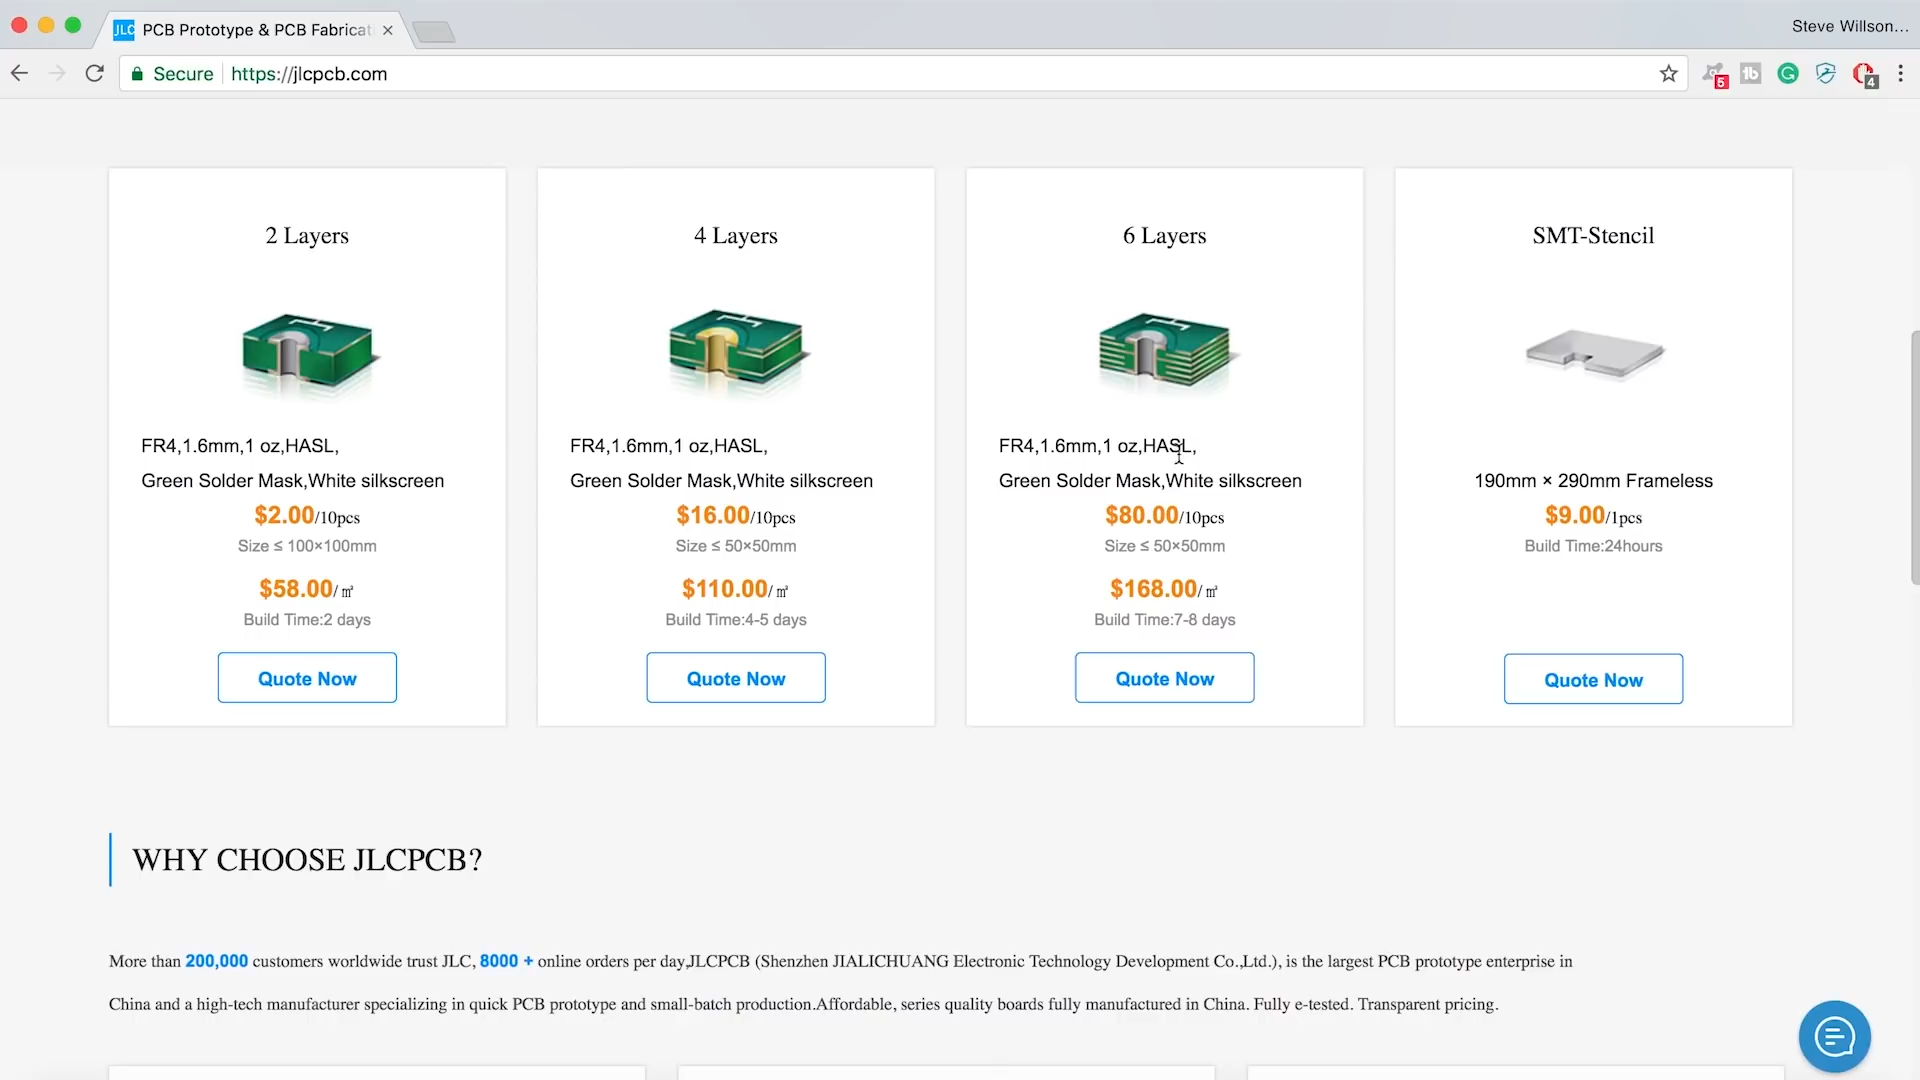 JLC PCB Prototype & PCB Fabricat
Steve Willson...
Secure https://jlcpcb.com
5
4
2 Layers
FR4,1.6mm,1 oz,HASL,
Green Solder Mask,White silkscreen
$2.00/10pcs
Size ≤ 100×100mm
$58.00/㎡
Build Time:2 days
Quote Now
4 Layers
FR4,1.6mm,1 oz,HASL,
Green Solder Mask,White silkscreen
$16.00/10pcs
Size ≤ 50×50mm
$110.00/㎡
Build Time:4-5 days
Quote Now
6 Layers
FR4,1.6mm,1 oz,HASL,
Green Solder Mask,White silkscreen
$80.00/10pcs
Size ≤ 50×50mm
$168.00/㎡
Build Time:7-8 days
Quote Now
SMT-Stencil
190mm × 290mm Frameless
$9.00/1pcs
Build Time:24hours
Quote Now
WHY CHOOSE JLCPCB?
More than 200,000 customers worldwide trust JLC, 8000 + online orders per day,JLCPCB (Shenzhen JIALICHUANG Electronic Technology Development Co.,Ltd.), is the largest PCB prototype enterprise in
China and a high-tech manufacturer specializing in quick PCB prototype and small-batch production.Affordable, series quality boards fully manufactured in China. Fully e-tested. Transparent pricing.